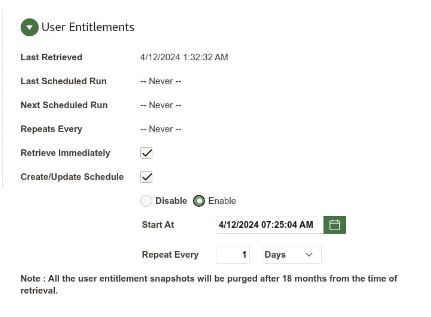 User Entitlements
Last Retrieved 4/12/2024 1:32:32 AM
Last Scheduled Run -- Never --
Next Scheduled Run -- Never --
Repeats Every -- Never --
Retrieve Immediately
Create/Update Schedule
Disable Enable
Start At 4/12/2024 07:25:04 AM
Repeat Every 1 Days
Note : All the user entitlement snapshots will be purged after 18 months from the time of
retrieval.